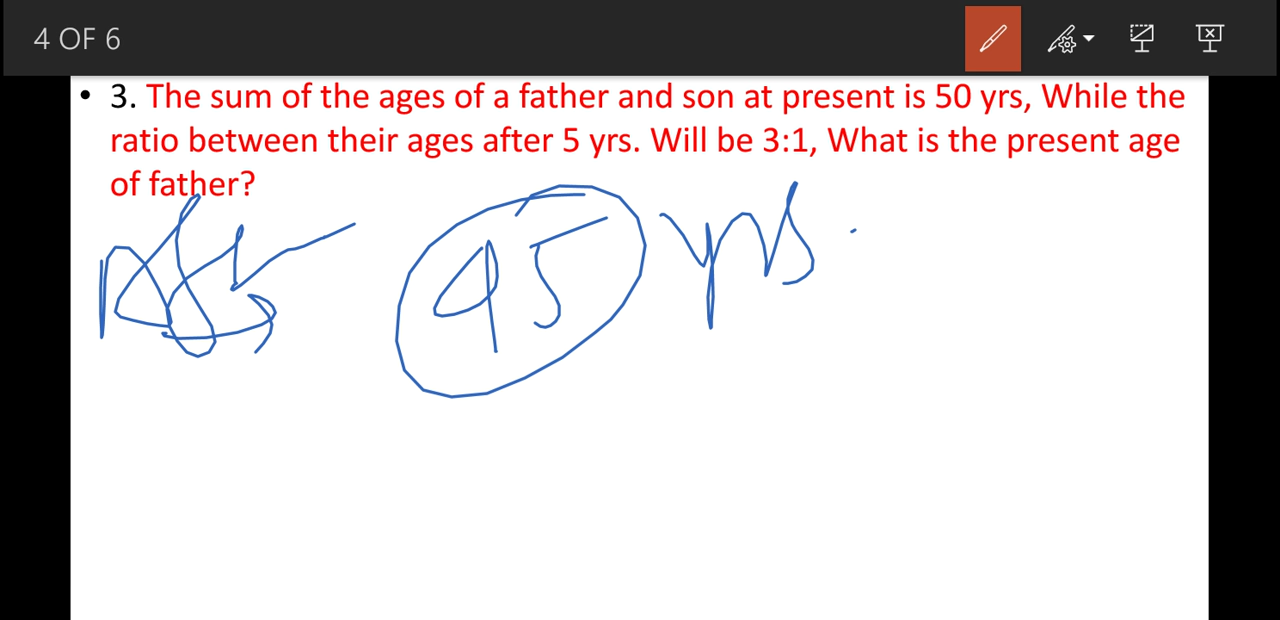 4 OF 6
• 3. The sum of the ages of a father and son at present is 50 yrs, While the
ratio between their ages after 5 yrs. Will be 3:1, What is the present age
of father?
45 yrs.